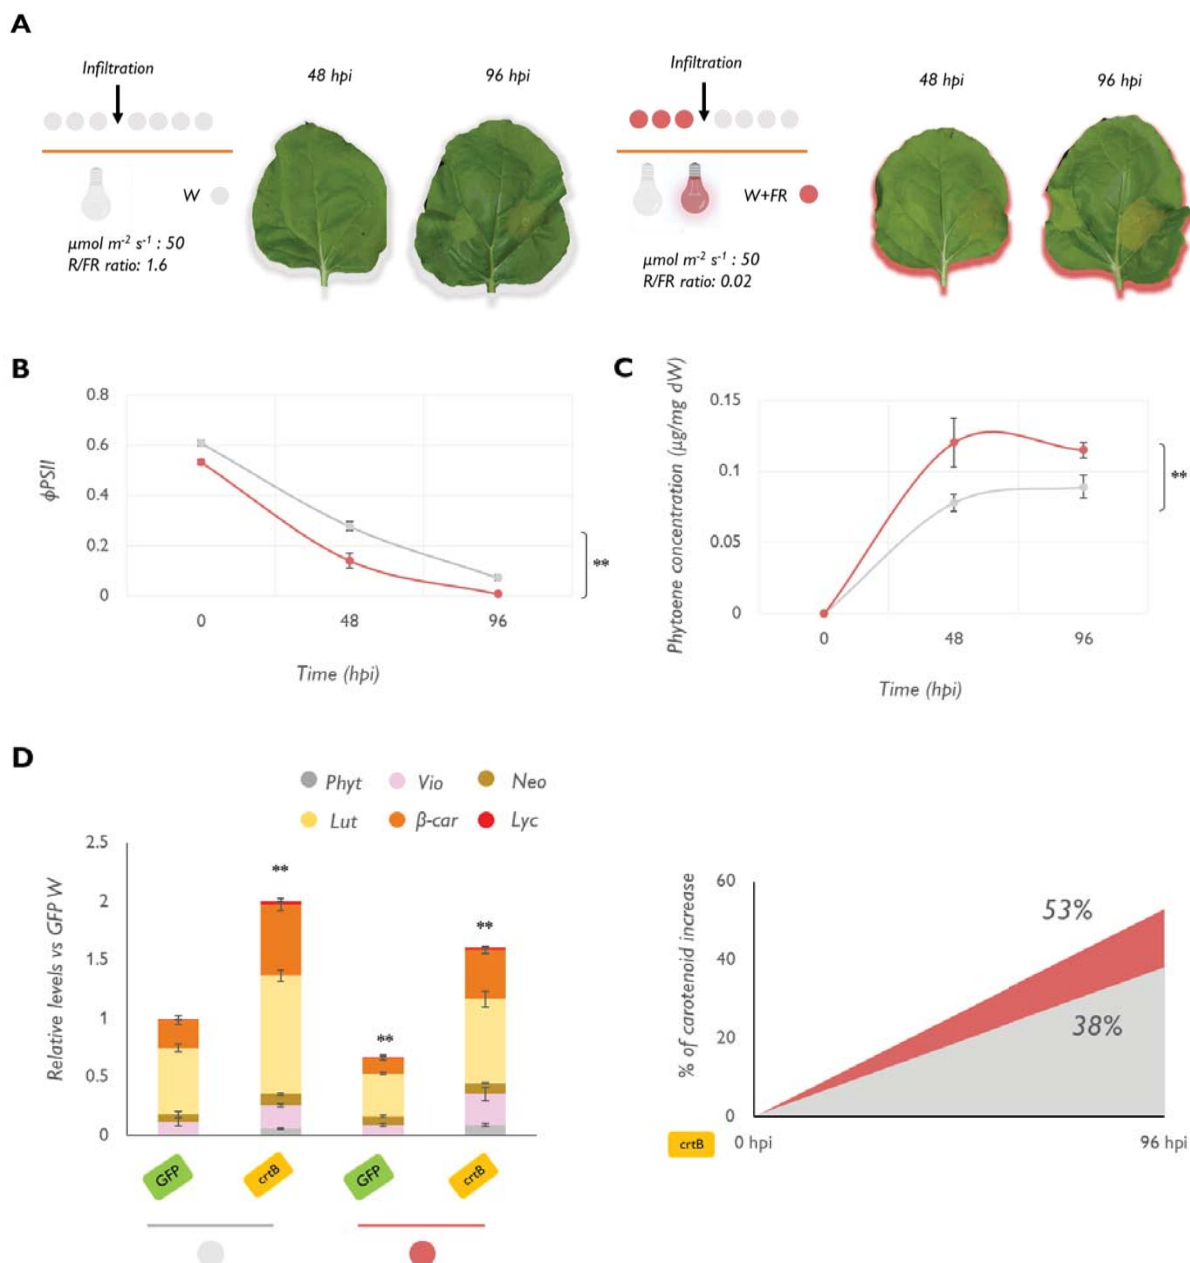 A
Infiltration
48 hpi
96 hpi
W
μmol m-2 s-1 : 50
R/FR ratio: 1.6
Infiltration
48 hpi
96 hpi
W+FR
μmol m-2 s-1 : 50
R/FR ratio: 0.02
B
0.8
0.6
0.4
0.2
0
ϕPSII
**
0
48
96
Time (hpi)
C
Phytoene concentration (μg/mg dW)
0.15
0.1
0.05
0
**
0
48
96
Time (hpi)
D
Phyt
Vio
Neo
Lut
β-car
Lyc
Relative levels vs GFP W
2.5
2
1.5
1
0.5
0
**
**
**
GFP
crtB
GFP
crtB
% of carotenoid increase
60
40
20
0
53%
38%
crtB
0 hpi
96 hpi